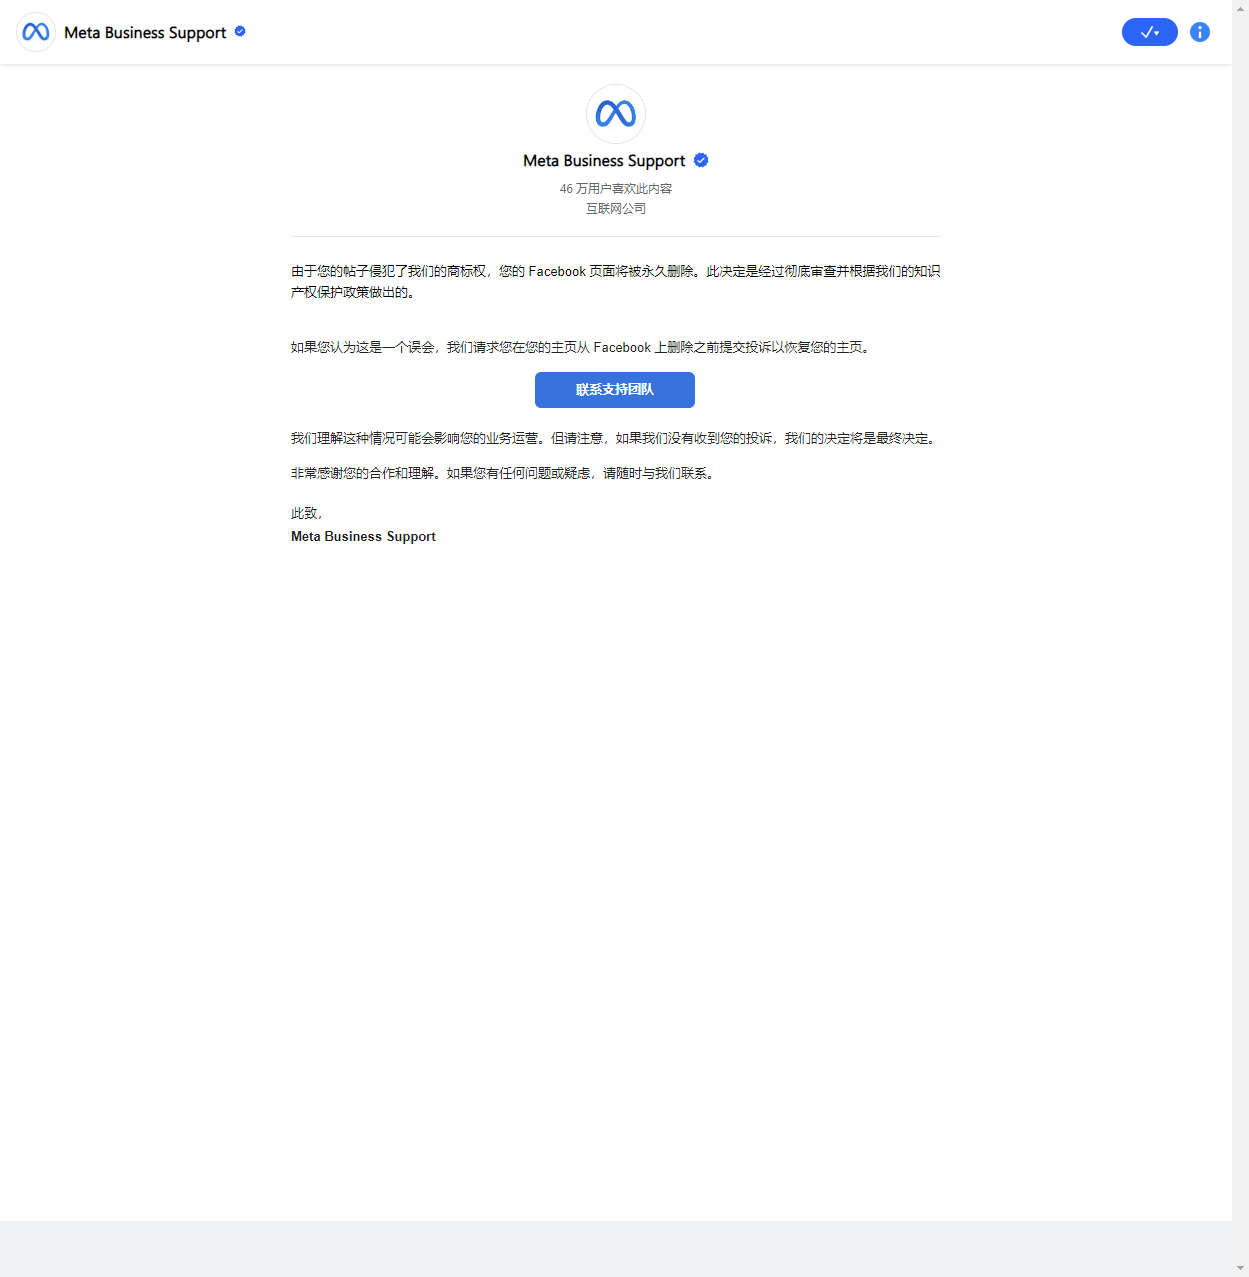 Meta Business Support
Meta Business Support
46 万用户喜欢此内容
互联网公司
由于您的帖子侵犯了我们的商标权，您的 Facebook 页面将被永久删除。此决定是经过彻底审查并根据我们的知识
产权保护政策做出的。
如果您认为这是一个误会，我们请求您在您的主页从 Facebook 上删除之前提交投诉以恢复您的主页。
联系支持团队
我们理解这种情况可能会影响您的业务运营。但请注意，如果我们没有收到您的投诉，我们的决定将是最终决定。
非常感谢您的合作和理解。如果您有任何问题或疑虑，请随时与我们联系。
此致，
Meta Business Support